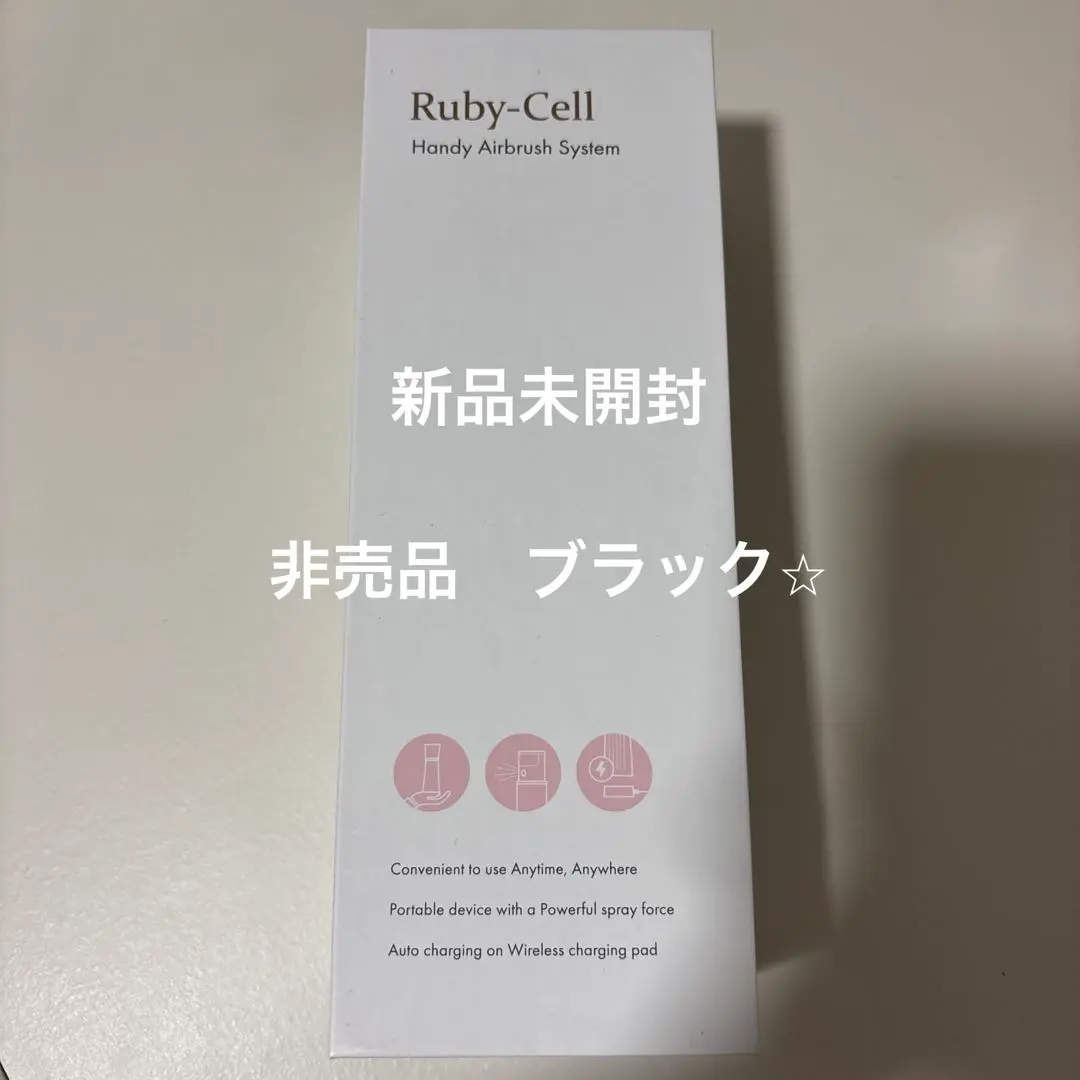 Ruby-Cell
Handy Airbrush System
新品未開封
非売品　ブラック☆
Convenient to use Anytime, Anywhere
Portable device with a Powerful spray force
Auto charging on Wireless charging pad